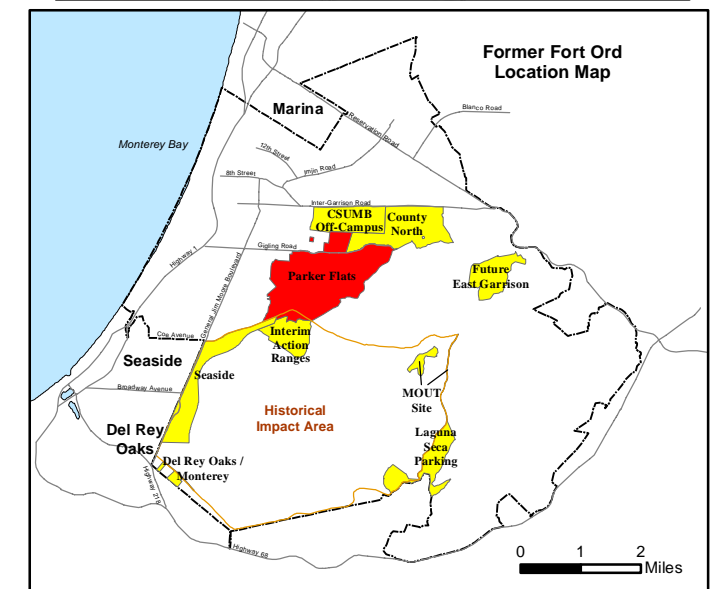 Former Fort Ord
Location Map
Marina
Blanco Road
Reservation Road
Monterey Bay
12th Street
Imjin Road
8th Street
Inter-Garrison Road
CSUMB
Off-Campus
County
North
Gigling Road
Highway 1
General Jim Moore Boulevard
Parker Flats
Future
East Garrison
Coe Avenue
Interim
Action
Ranges
Seaside
Seaside
Broadway Avenue
MOUT
Site
Historical
Impact Area
Del Rey
Oaks
Laguna
Seca
Parking
Del Rey Oaks /
Monterey
Highway 218
Highway 68
0 1 2
Miles